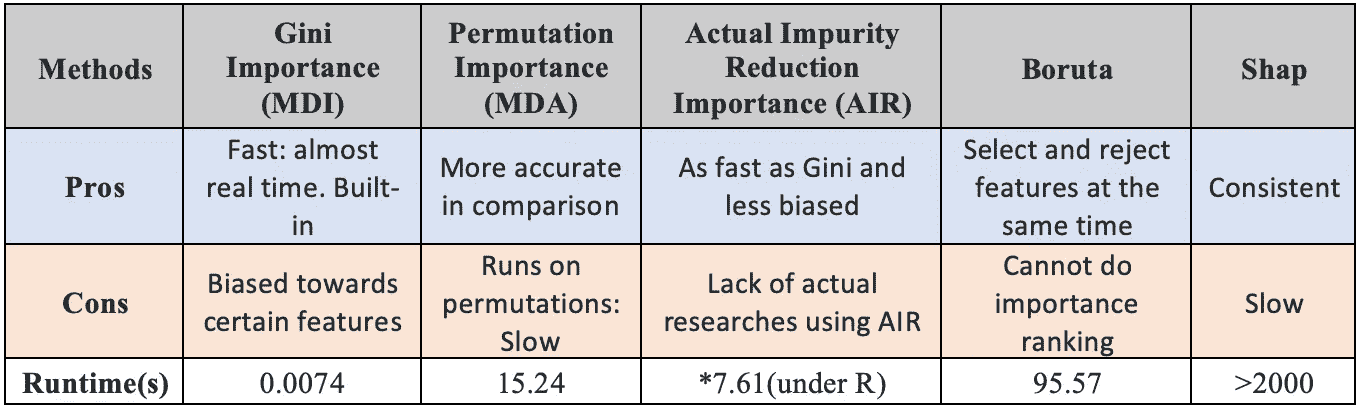 Methods
Gini
Importance
(MDI)
Permutation
Importance
(MDA)
Actual Impurity
Reduction
Importance (AIR)
Boruta
Shap
Pros
Fast: almost
real time. Built-
in
More accurate
in comparison
As fast as Gini and
less biased
Select and reject
features at the
same time
Consistent
Cons
Biased towards
certain features
Runs on
permutations:
Slow
Lack of actual
researches using AIR
Cannot do
importance
ranking
Slow
Runtime(s)
0.0074
15.24
*7.61(under R)
95.57
>2000